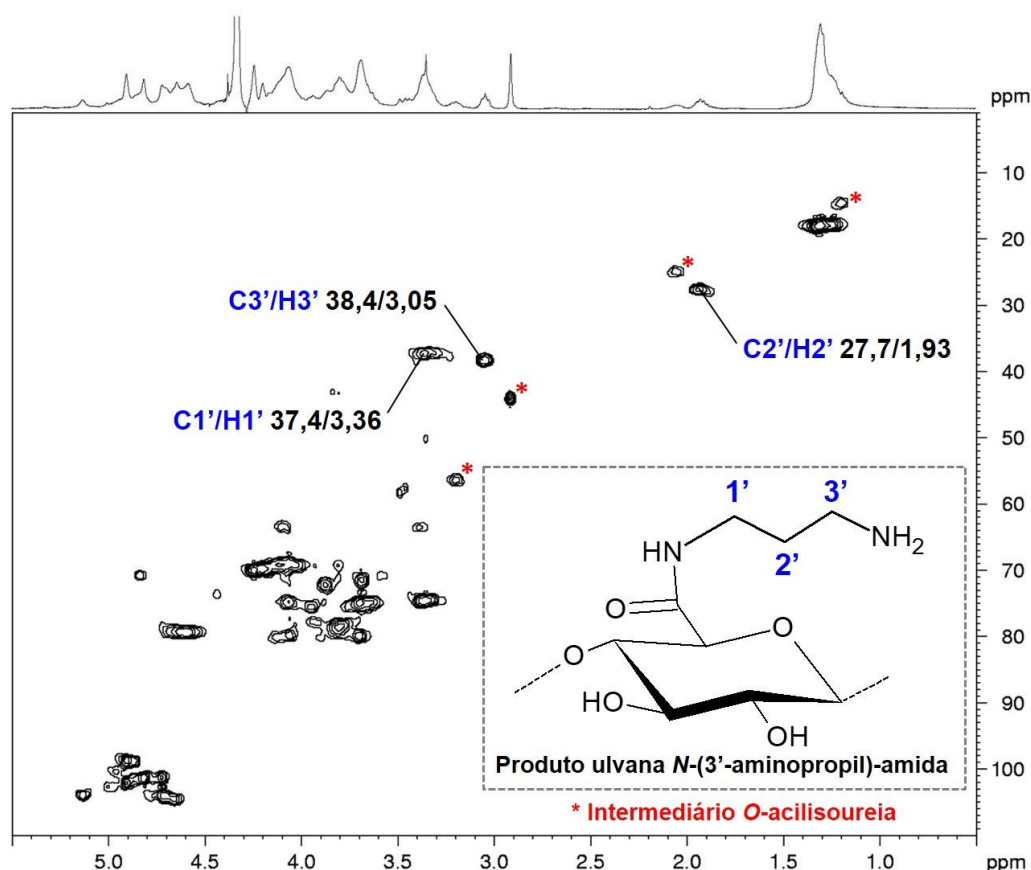 ppm
10
20
30
40
50
60
70
80
90
100
5.0
4.5
4.0
3.5
3.0
2.5
2.0
1.5
1.0
ppm
*
*
C3’/H3’ 38,4/3,05
C2’/H2’ 27,7/1,93
*
C1’/H1’ 37,4/3,36
*
1’
3’
HN
2’
NH2
O
O
O
HO
OH
Produto ulvana N-(3’-aminopropil)-amida
* Intermediário O-acilisoureia